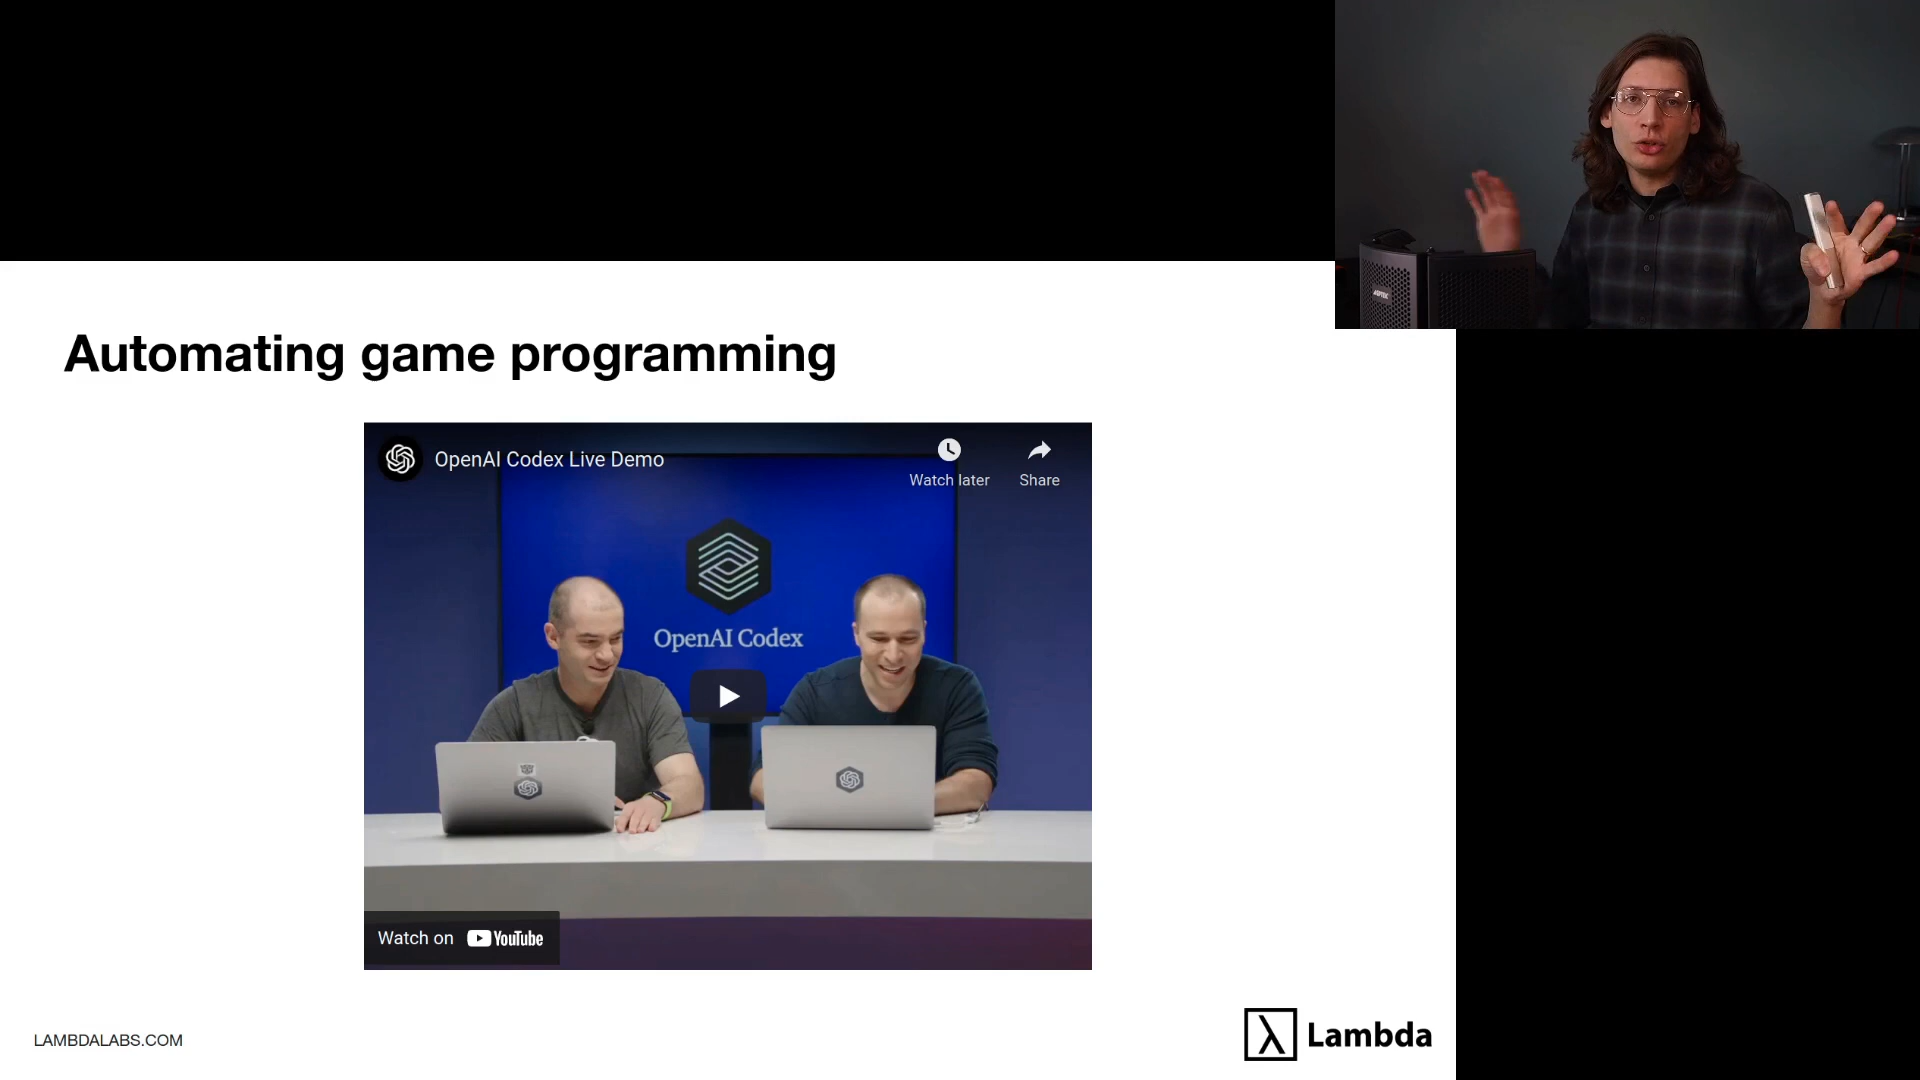 Automating game programming
OpenAI Codex Live Demo
Watch later
Share
OpenAI Codex
Watch on YouTube
LAMBDALABS.COM
Lambda